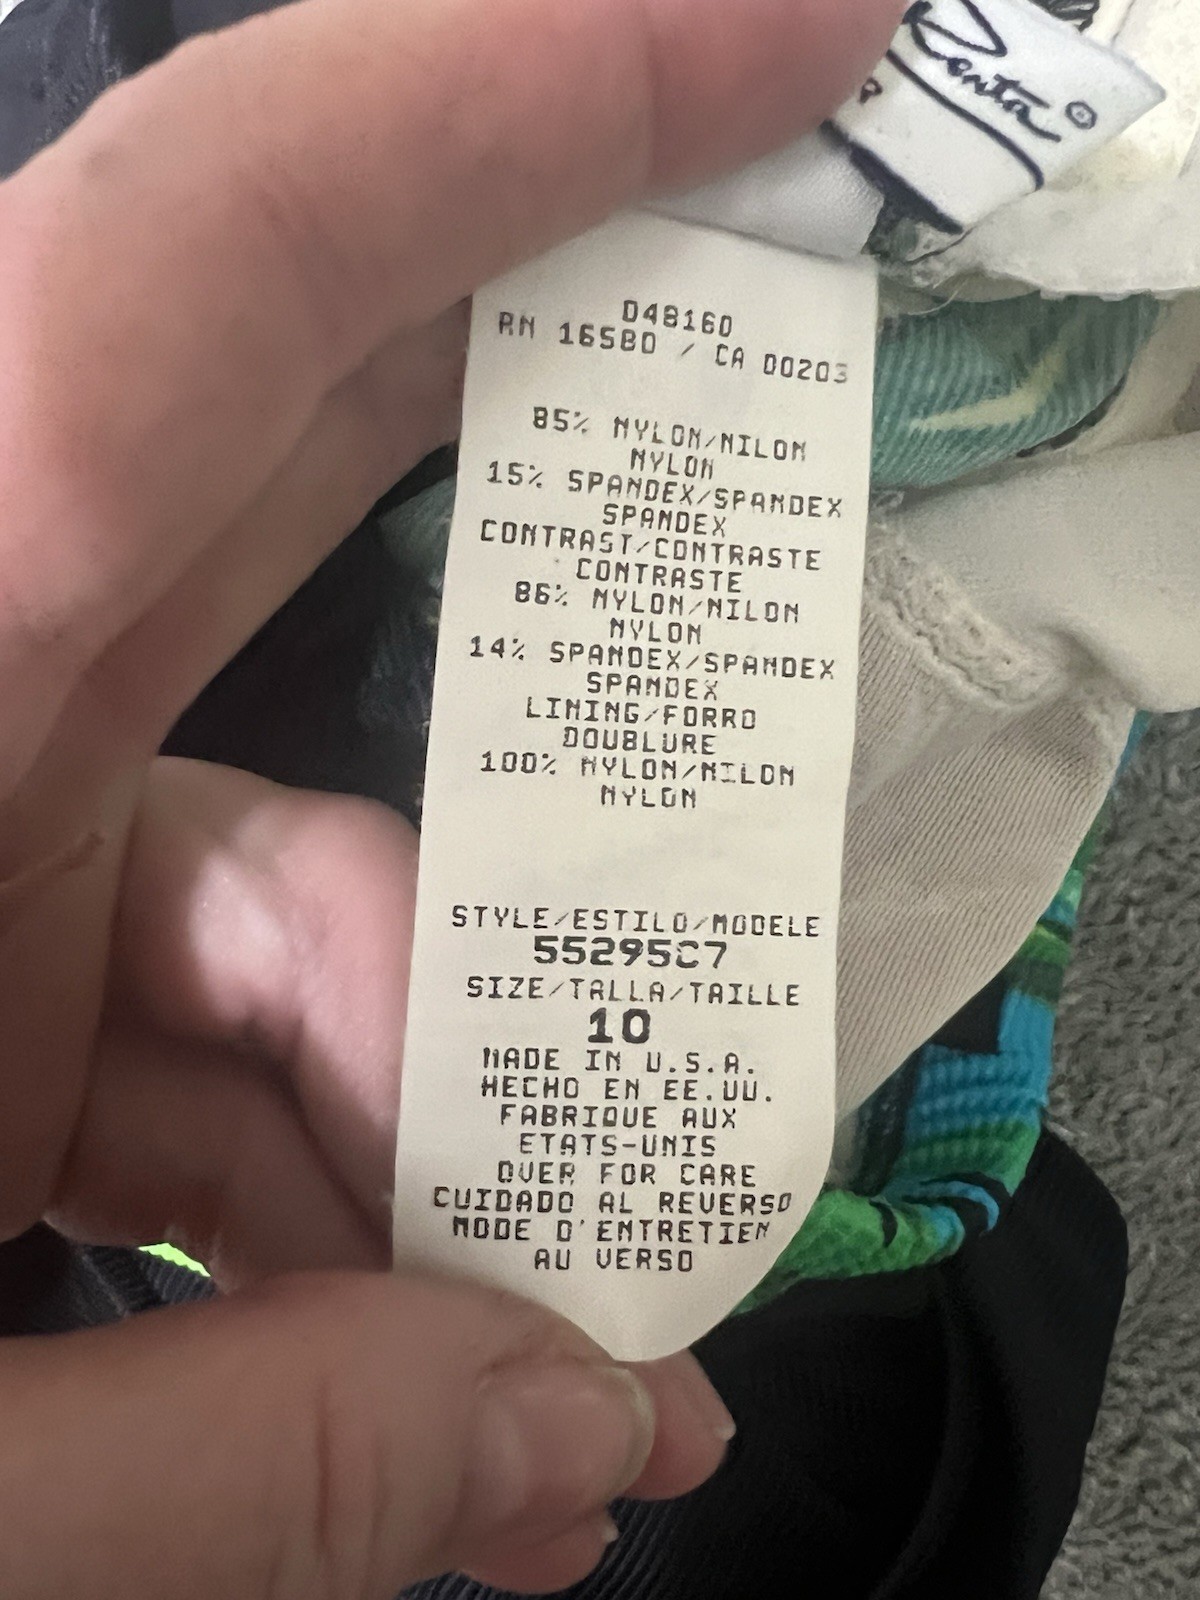 Renta®
D48160
RN 16580 / CA 00203
85% NYLON/NILON
NYLON
15% SPANDEX/SPANDEX
SPANDEX
CONTRAST/CONTRASTE
CONTRASTE
86% NYLON/NILON
NYLON
14% SPANDEX/SPANDEX
SPANDEX
LINING/FORRO
DOUBLURE
100% NYLON/NILON
NYLON
STYLE/ESTILO/MODELE
55295C7
SIZE/TALLA/TAILLE
10
MADE IN U.S.A.
HECHO EN EE.UU.
FABRIQUE AUX
ETATS-UNIS
OVER FOR CARE
CUIDADO AL REVERSO
MODE D'ENTRETIEN
AU VERSO